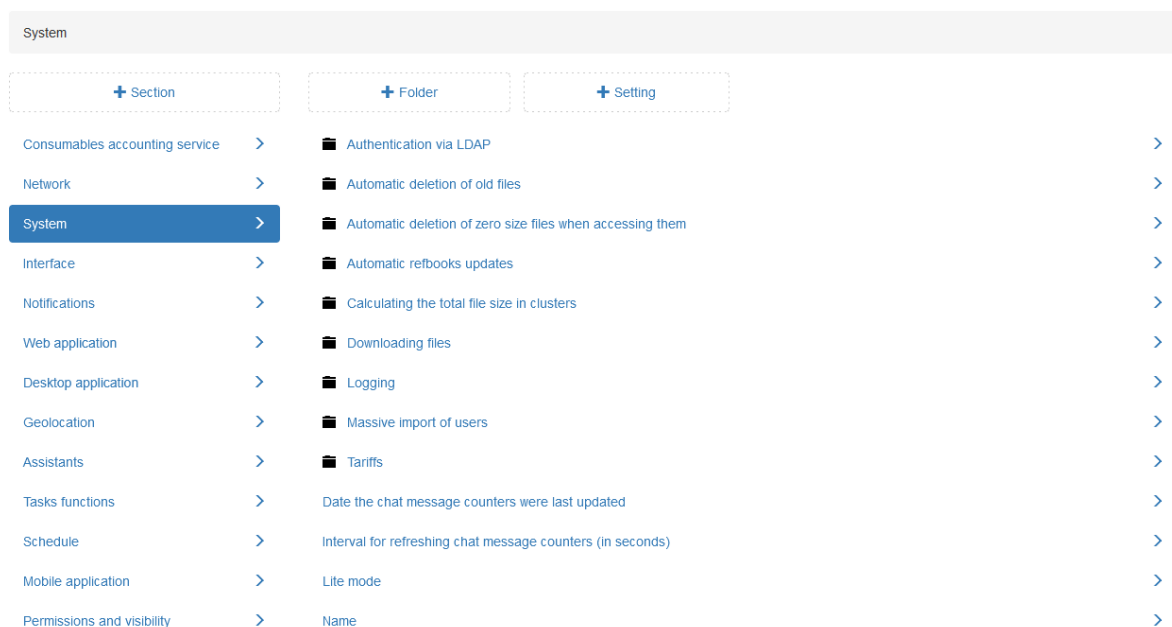 System
+ Section
+ Folder
+ Setting
Consumables accounting service
Network
System
Interface
Notifications
Web application
Desktop application
Geolocation
Assistants
Tasks functions
Schedule
Mobile application
Permissions and visibility
Authentication via LDAP
Automatic deletion of old files
Automatic deletion of zero size files when accessing them
Automatic refbooks updates
Calculating the total file size in clusters
Downloading files
Logging
Massive import of users
Tariffs
Date the chat message counters were last updated
Interval for refreshing chat message counters (in seconds)
Lite mode
Name